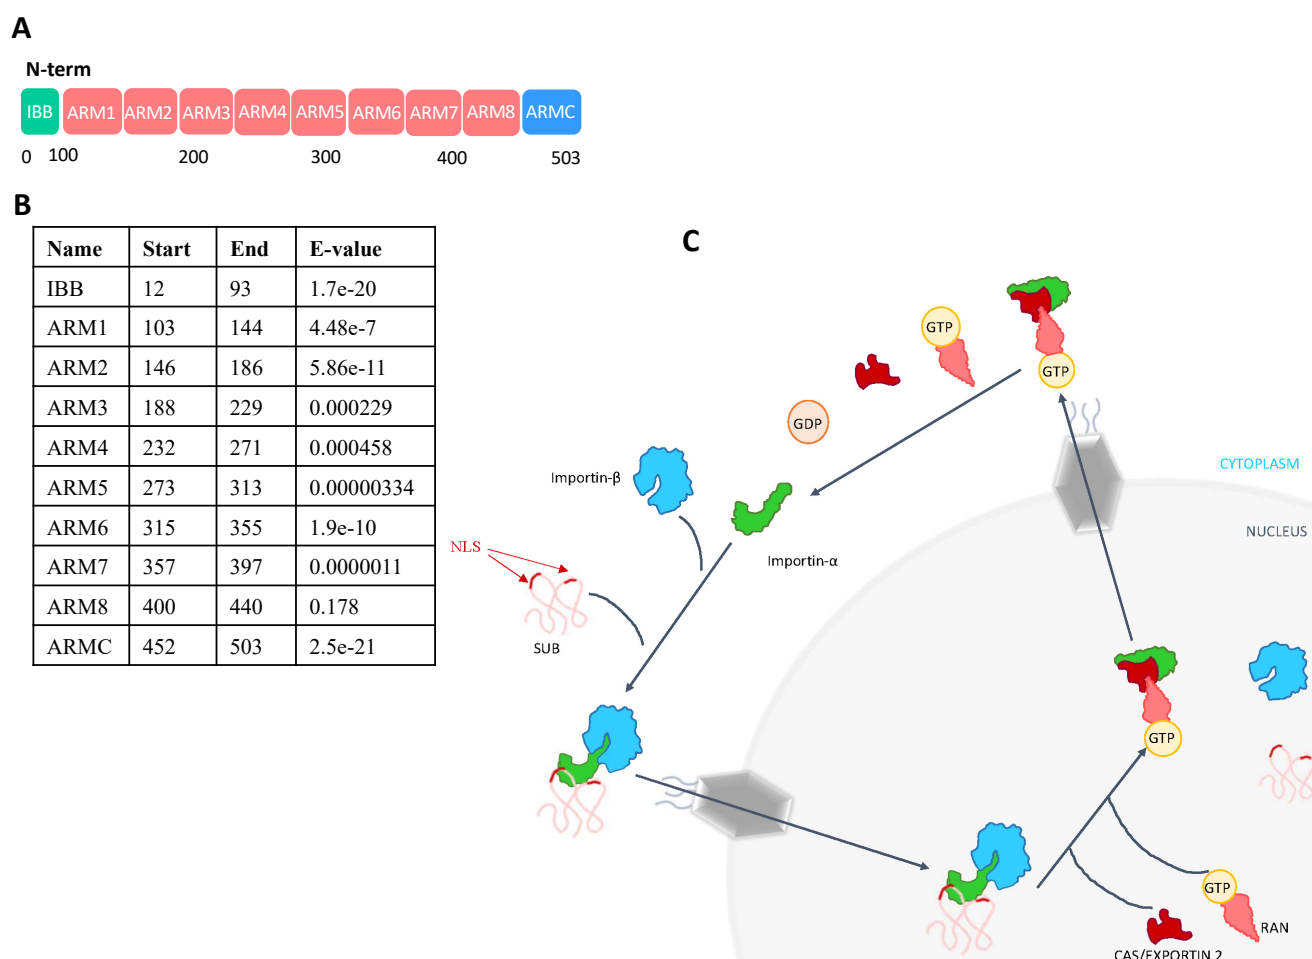 A
N-term
IBB ARM1 ARM2 ARM3 ARM4 ARM5 ARM6 ARM7 ARM8 ARMC
0 100 200 300 400 503
B
Name Start End E-value
IBB 12 93 1.7e-20
ARM1 103 144 4.48e-7
ARM2 146 186 5.86e-11
ARM3 188 229 0.000229
ARM4 232 271 0.000458
ARM5 273 313 0.00000334
ARM6 315 355 1.9e-10
ARM7 357 397 0.0000011
ARM8 400 440 0.178
ARMC 452 503 2.5e-21
C
GTP
GTP
GDP
CYTOPLASM
Importin-β
NUCLEUS
NLS
Importin-α
SUB
GTP
GTP
RAN
CAS/EXPORTIN 2